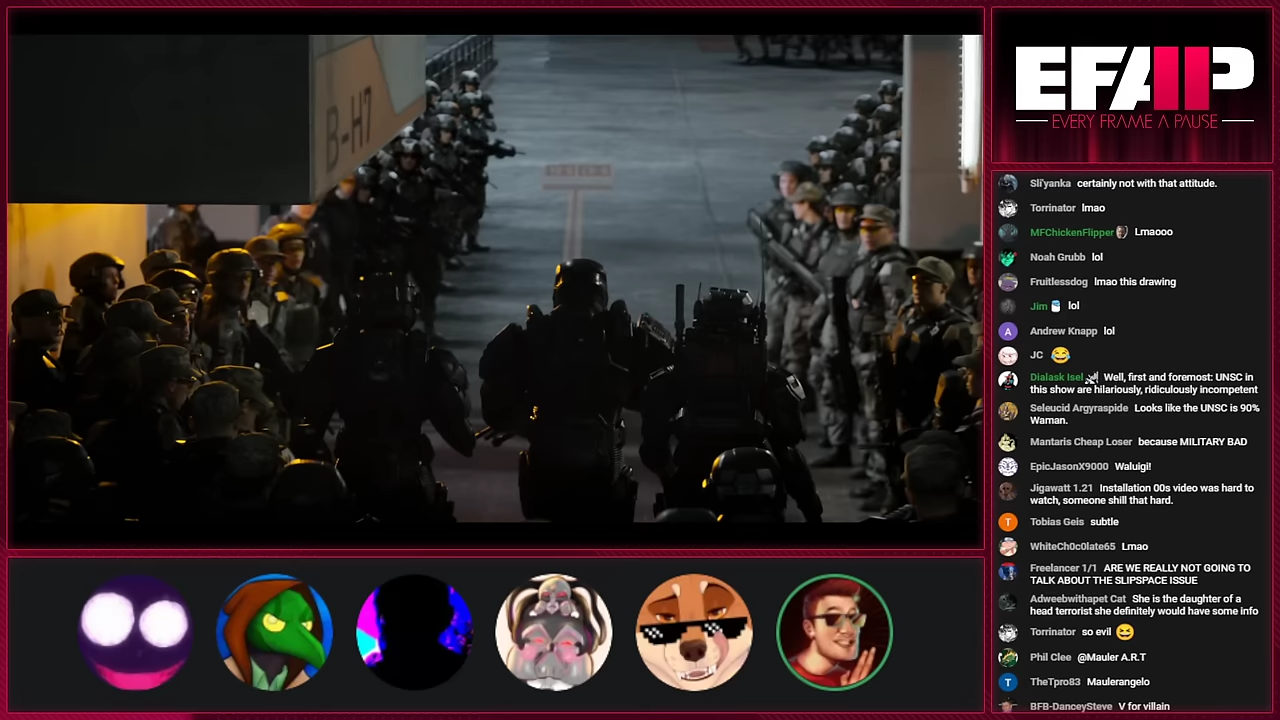 B-H7
EFAP
EVERY FRAME A PAUSE
Sli'yanka certainly not with that attitude.
Torrinator lmao
MFChickenFlipper Lmaooo
Noah Grubb lol
Fruitlessdog lmao this drawing
Jim lol
A Andrew Knapp lol
JC 😂
Dialask Isel Well, first and foremost: UNSC in
this show are hilariously, ridiculously incompetent
Seleucid Argyraspide Looks like the UNSC is 90%
Waman.
Mantaris Cheap Loser because MILITARY BAD
EpicJasonX9000 Waluigi!
Jigawatt 1.21 Installation 00s video was hard to
watch, someone shill that hard.
T Tobias Geis subtle
WhiteCh0c0late65 Lmao
Freelancer 1/1 ARE WE REALLY NOT GOING TO
TALK ABOUT THE SLIPSPACE ISSUE
Adweebwithapet Cat She is the daughter of a
head terrorist she definitely would have some info
Torrinator so evil 😆
Phil Clee @Mauler A.R.T
T TheTpro83 Maulerangelo
BFB-DanceySteve V for villain